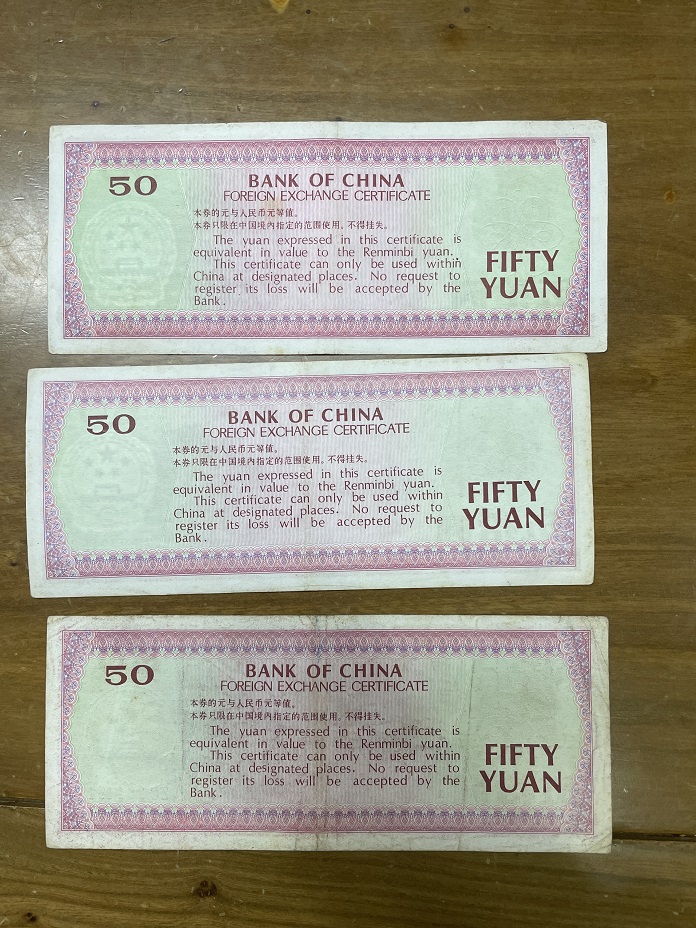 50
BANK OF CHINA
FOREIGN EXCHANGE CERTIFICATE
本券的元与人民币元等值。
本券只限在中国境内指定的范围使用，不得挂失。
The yuan expressed in this certificate is
equivalent in value to the Renminbi yuan.
This certificate can only be used within
China at designated places. No request to
register its loss will be accepted by the
Bank.
FIFTY
YUAN
50
BANK OF CHINA
FOREIGN EXCHANGE CERTIFICATE
本券的元与人民币元等值。
本券只限在中国境内指定的范围使用，不得挂失。
The yuan expressed in this certificate is
equivalent in value to the Renminbi yuan.
This certificate can only be used within
China at designated places. No request to
register its loss will be accepted by the
Bank.
FIFTY
YUAN
50
BANK OF CHINA
FOREIGN EXCHANGE CERTIFICATE
本券的元与人民币元等值。
本券只限在中国境内指定的范围使用，不得挂失。
The yuan expressed in this certificate is
equivalent in value to the Renminbi yuan.
This certificate can only be used within
China at designated places. No request to
register its loss will be accepted by the
Bank.
FIFTY
YUAN